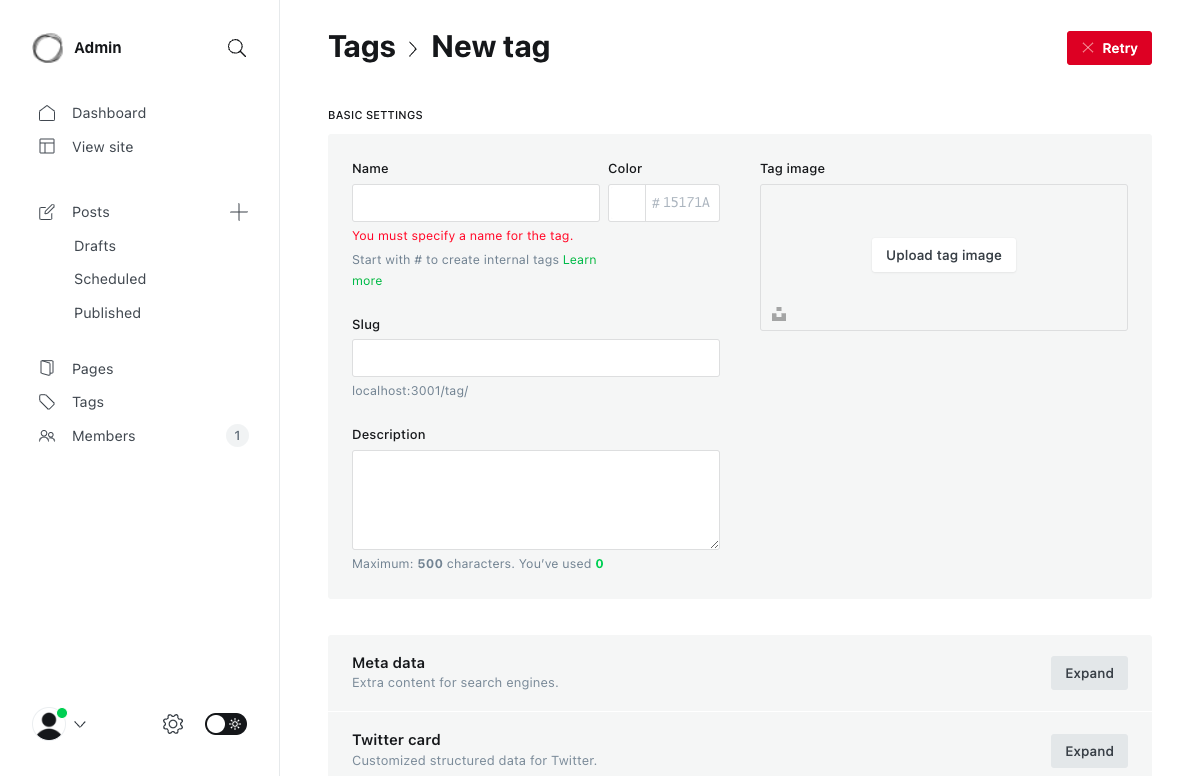 Admin
Dashboard
View site
Posts
Drafts
Scheduled
Published
Pages
Tags
Members 1
Tags New tag
Retry
BASIC SETTINGS
Name
Color
# 15171A
You must specify a name for the tag.
Start with # to create internal tags Learn
more
Slug
localhost:3001/tag/
Description
Maximum: 500 characters. You’ve used 0
Tag image
Upload tag image
Meta data
Extra content for search engines.
Expand
Twitter card
Customized structured data for Twitter.
Expand